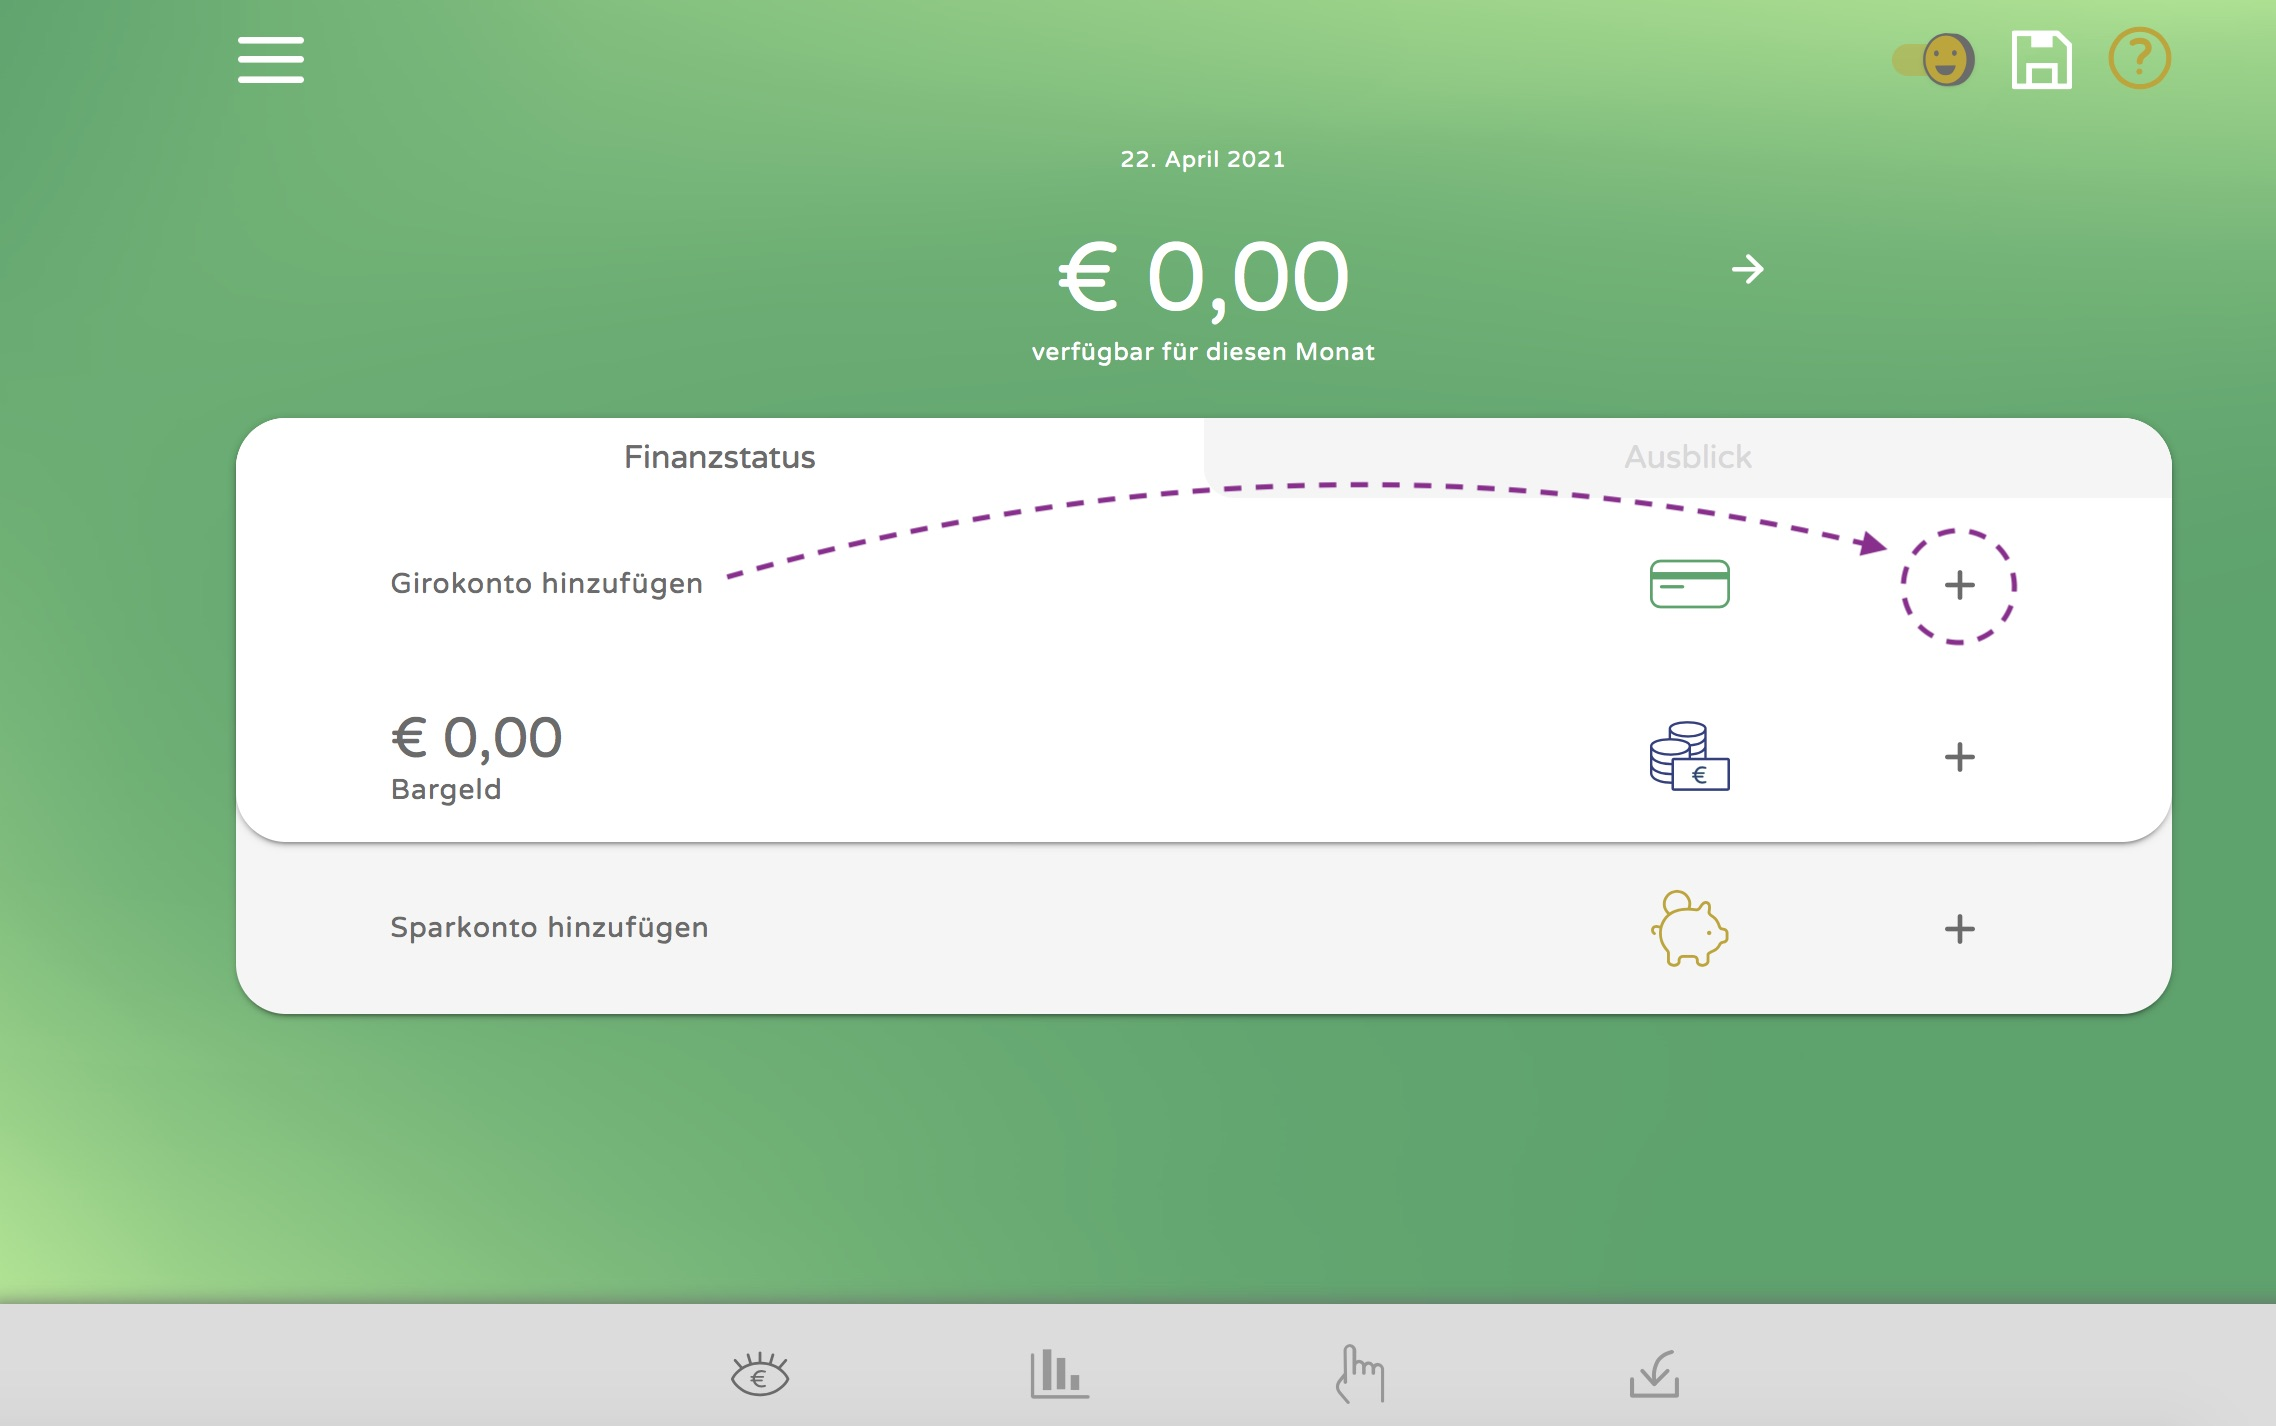 22. April 2021
€ 0,00
verfügbar für diesen Monat
Finanzstatus
Ausblick
Girokonto hinzufügen
€ 0,00
Bargeld
Sparkonto hinzufügen